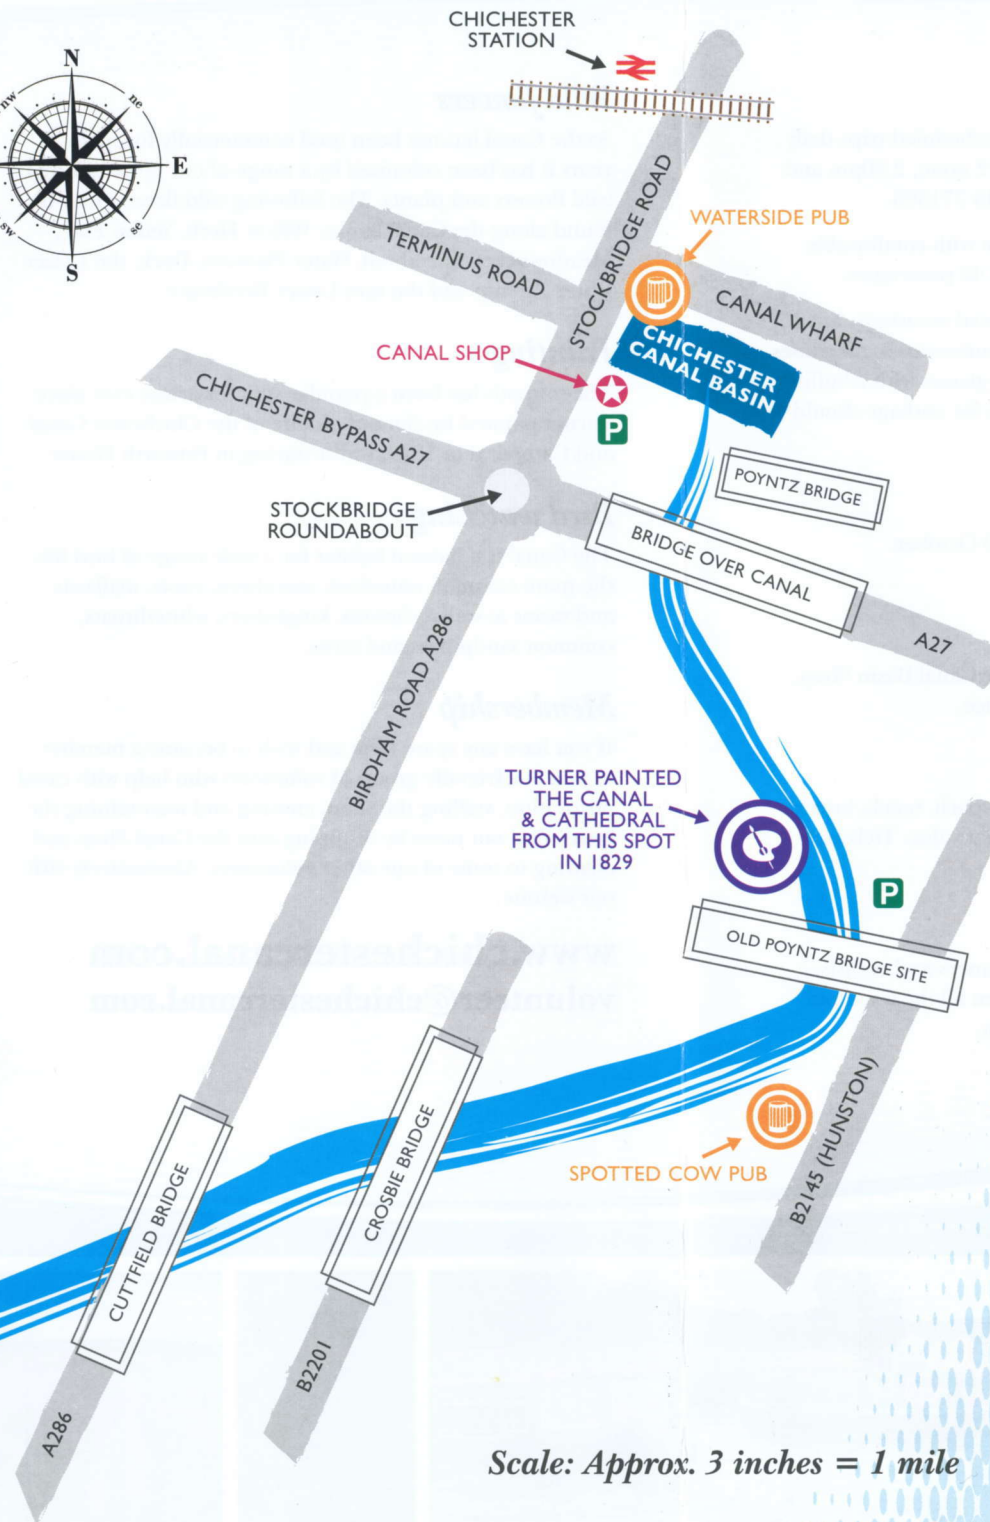 CHICHESTER
STATION
N
nw
ne
E
sw
se
S
STOCKBRIDGE ROAD
WATERSIDE PUB
TERMINUS ROAD
CANAL WHARF
CHICHESTER
CANAL BASIN
CANAL SHOP
P
CHICHESTER BYPASS A27
POYNTZ BRIDGE
STOCKBRIDGE
ROUNDABOUT
BRIDGE OVER CANAL
A27
BIRDHAM ROAD A286
TURNER PAINTED
THE CANAL
& CATHEDRAL
FROM THIS SPOT
IN 1829
P
OLD POYNTZ BRIDGE SITE
B2145 (HUNSTON)
SPOTTED COW PUB
CROSBIE BRIDGE
CUTTFIELD BRIDGE
B2201
A286
Scale: Approx. 3 inches = 1 mile